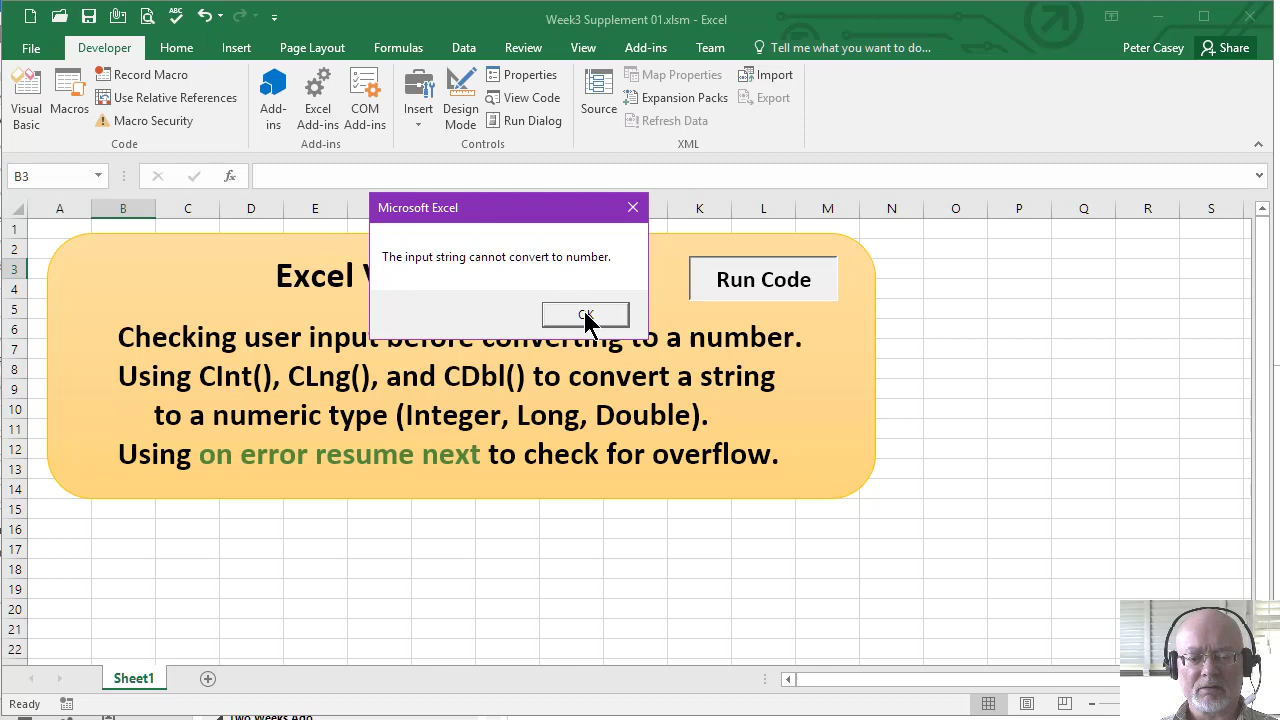 Week3 Supplement 01.xlsm - Excel
File Developer Home Insert Page Layout Formulas Data Review View Add-ins Team Tell me what you want to do... Peter Casey Share
Visual Basic
Macros
Record Macro
Use Relative References
Macro Security
Code
Add-ins
Excel Add-ins
COM Add-ins
Add-ins
Insert
Design Mode
Properties
View Code
Run Dialog
Controls
Source
Map Properties
Expansion Packs
Refresh Data
Import
Export
XML
B3
fx
A B C D E K L M N O P Q R S
1
2
3
4
5
6
7
8
9
10
11
12
13
14
15
16
17
18
19
20
21
22
Microsoft Excel
The input string cannot convert to number.
OK
Excel
Run Code
Checking user input before converting to a number.
Using CInt(), CLng(), and CDbl() to convert a string
to a numeric type (Integer, Long, Double).
Using on error resume next to check for overflow.
Sheet1
Ready
Two Weeks Ago